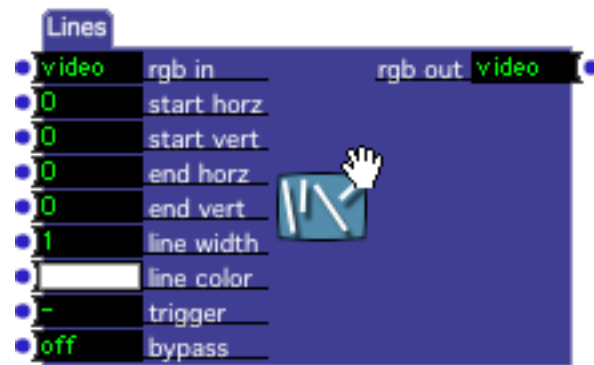 Lines
video rgb in rgb out video
0 start horz
0 start vert
0 end horz
0 end vert
1 line width
line color
- trigger
off bypass